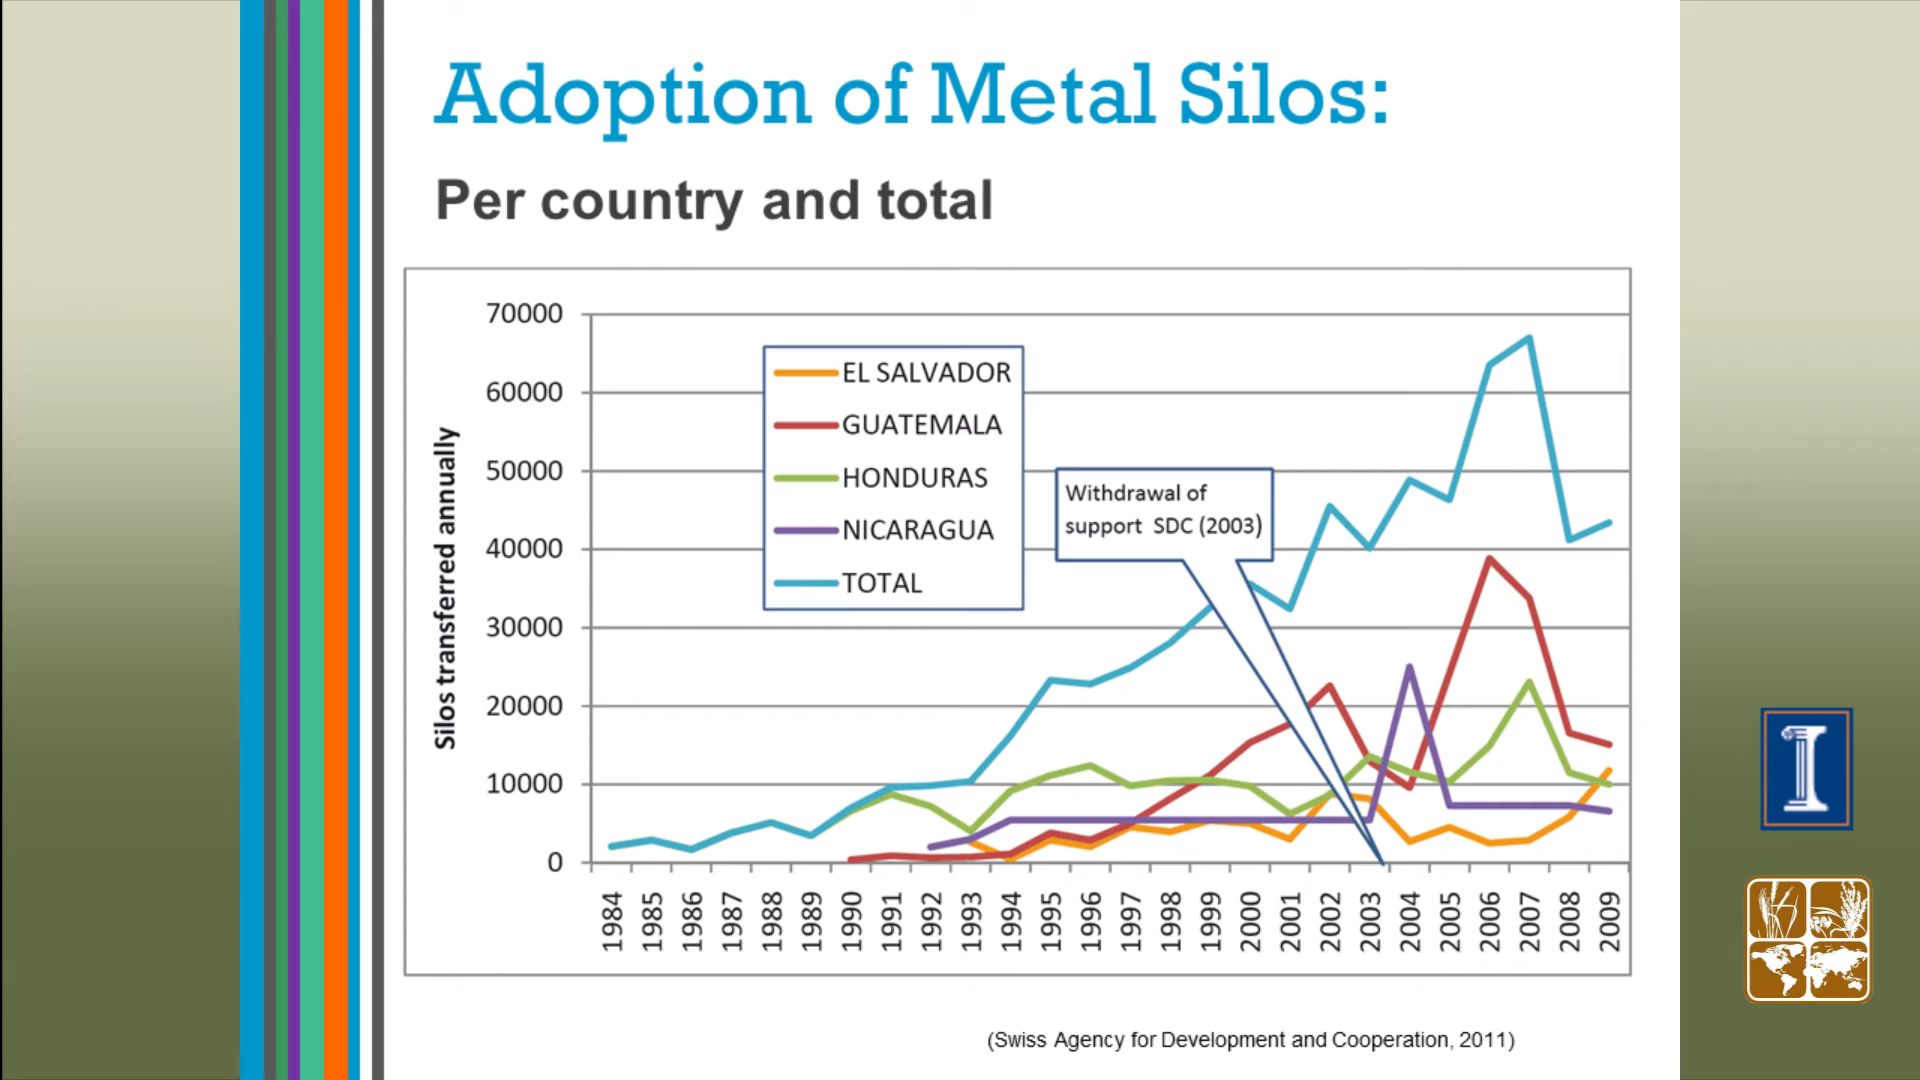 Adoption of Metal Silos:
Per country and total
Silos transferred annually
70000
60000
50000
40000
30000
20000
10000
0
EL SALVADOR
GUATEMALA
HONDURAS
NICARAGUA
TOTAL
Withdrawal of
support SDC (2003)
1984
1985
1986
1987
1988
1989
1990
1991
1992
1993
1994
1995
1996
1997
1998
1999
2000
2001
2002
2003
2004
2005
2006
2007
2008
2009
(Swiss Agency for Development and Cooperation, 2011)
I